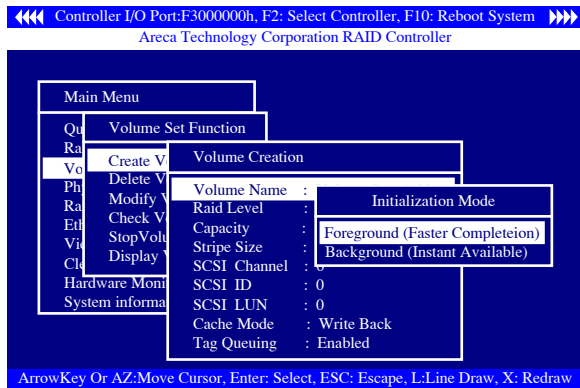 Controller I/O Port:F3000000h, F2: Select Controller, F10: Reboot System
Areca Technology Corporation RAID Controller
Main Menu
Volume Set Function
Volume Creation
Initialization Mode
Foreground (Faster Completeion)
Background (Instant Available)
Volume Name :
Raid Level :
Capacity :
Stripe Size :
SCSI Channel : 0
SCSI ID : 0
SCSI LUN : 0
Cache Mode : Write Back
Tag Queuing : Enabled
Create V
Delete V
Modify
Check V
StopVolu
Display
Qu
Ra
Vo
Ph
Ra
Eth
Vi
Cle
Hardware Moni
System informa
ArrowKey Or AZ:Move Cursor, Enter: Select, ESC: Escape, L:Line Draw, X: Redraw